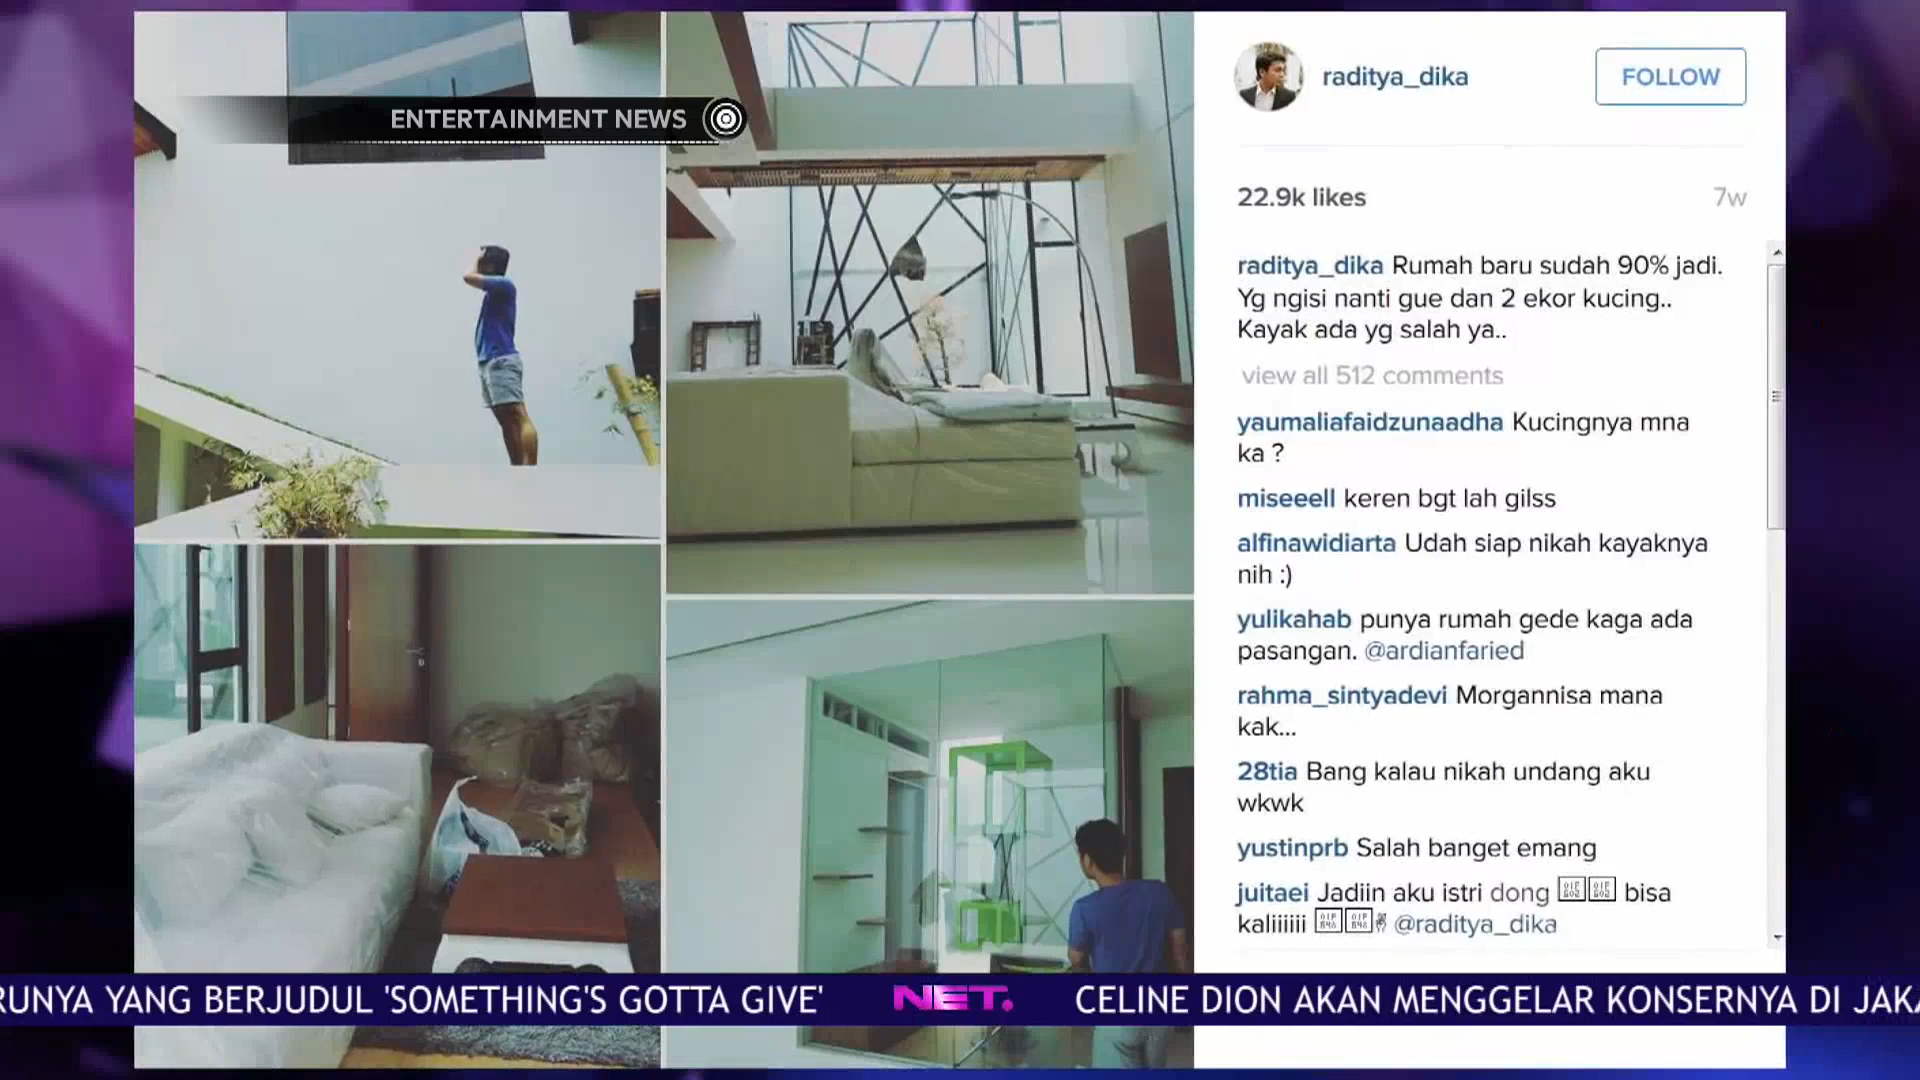 ENTERTAINMENT NEWS
raditya_dika
FOLLOW
22.9k likes
7w
raditya_dika Rumah baru sudah 90% jadi.
Yg ngisi nanti gue dan 2 ekor kucing..
Kayak ada yg salah ya..
view all 512 comments
yaumaliafaidzunaadha Kucingnya mna
ka ?
miseeell keren bgt lah gilss
alfinawidiarta Udah siap nikah kayaknya
nih :)
yulikahab punya rumah gede kaga ada
pasangan. @ardianfaried
rahma_sintyadevi Morgannisa mana
kak...
28tia Bang kalau nikah undang aku
wkwk
yustinprb Salah banget emang
juitaei Jadiin aku istri dong bisa
kaliiiiii ✌ @raditya_dika
RUNYA YANG BERJUDUL 'SOMETHING'S GOTTA GIVE' NET. CELINE DION AKAN MENGGELAR KONSERNYA DI JAKA